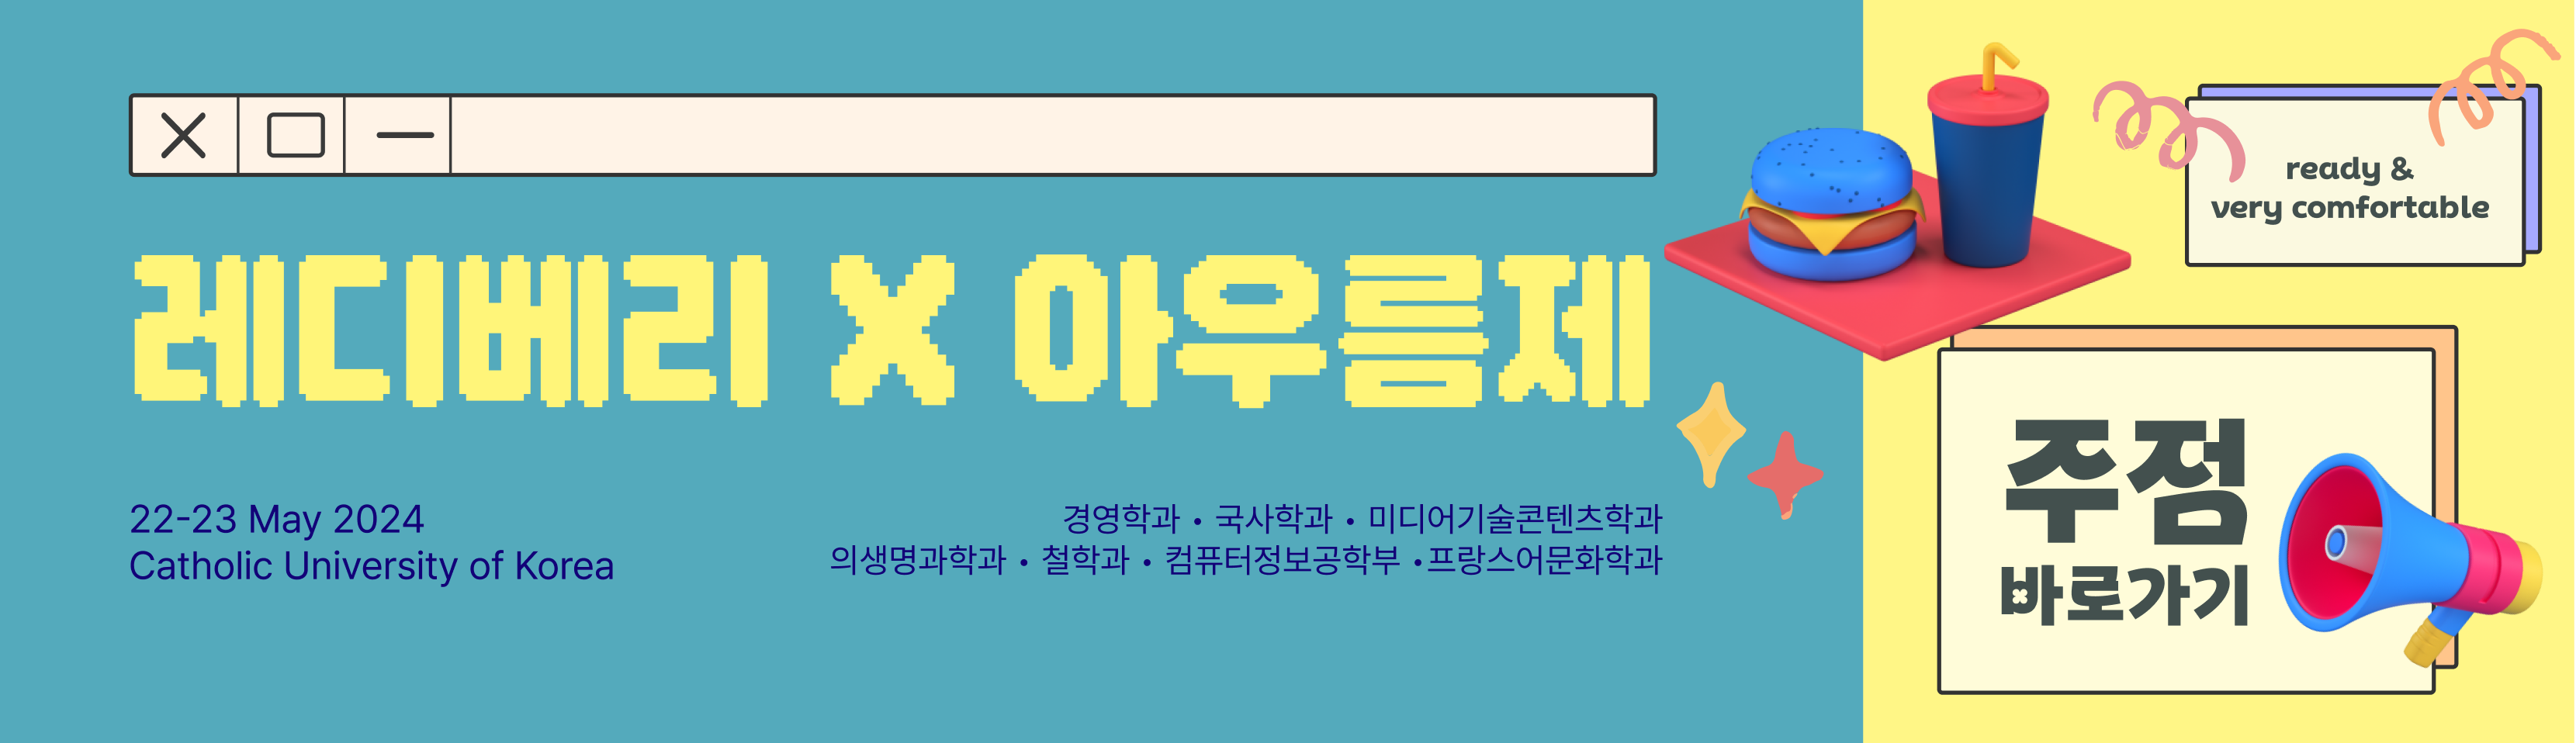 레디베리 X 아우름제
22-23 May 2024
Catholic University of Korea
경영학과 • 국사학과 • 미디어기술콘텐츠학과
의생명과학과 • 철학과 • 컴퓨터정보공학부 •프랑스어문화학과
ready &
very comfortable
주점
바로가기